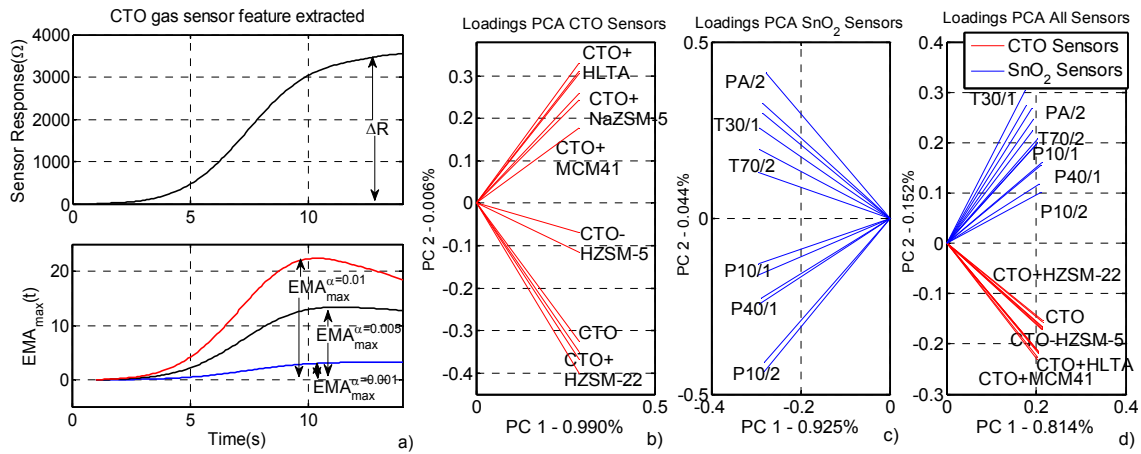 CTO gas sensor feature extracted
Sensor Response(Ω)
4000
3000
2000
1000
0
0
5
10
ΔR
EMA_max(t)
20
10
0
0
5
10
EMA_max^α=0.01
EMA_max^α=0.005
EMA_max^α=0.001
Time(s)
a)
Loadings PCA CTO Sensors
PC 2 - 0.006%
0.3
0.2
0.1
0
-0.1
-0.2
-0.3
-0.4
0
0.5
CTO+
HLTA
CTO+
NaZSM-5
CTO+
MCM41
CTO-
HZSM-5
CTO
CTO+
HZSM-22
PC 1 - 0.990%
b)
Loadings PCA SnO₂ Sensors
PC 2 - 0.044%
0.5
0
-0.5
-0.4
-0.2
0
PA/2
T30/1
T70/2
P10/1
P40/1
P10/2
PC 1 - 0.925%
c)
Loadings PCA All Sensors
PC 2 - 0.152%
0.4
0.3
0.2
0.1
0
-0.1
-0.2
-0.3
0
0.2
0.4
CTO Sensors
SnO₂ Sensors
T30/1
PA/2
T70/2
P10/1
P40/1
P10/2
CTO+HZSM-22
CTO
CTO-HZSM-5
CTO+HLTA
CTO+MCM41
PC 1 - 0.814%
d)